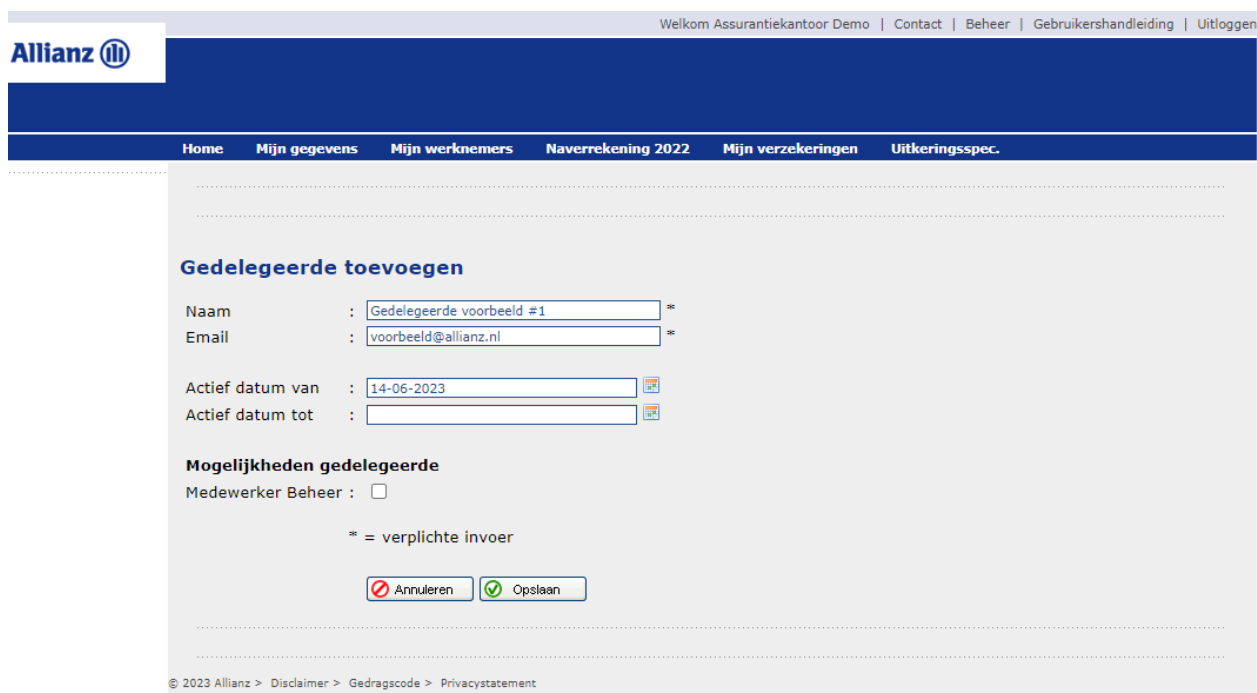 Welkom Assurantiekantoor Demo | Contact | Beheer | Gebruikershandleiding | Uitloggen
Allianz
Home Mijn gegevens Mijn werknemers Naverrekening 2022 Mijn verzekeringen Uitkeringsspec.
Gedelegeerde toevoegen
Naam : Gedelegeerde voorbeeld #1 *
Email : voorbeeld@allianz.nl *
Actief datum van : 14-06-2023
Actief datum tot :
Mogelijkheden gedelegeerde
Medewerker Beheer :
* = verplichte invoer
Annuleren Opslaan
© 2023 Allianz > Disclaimer > Gedragscode > Privacystatement